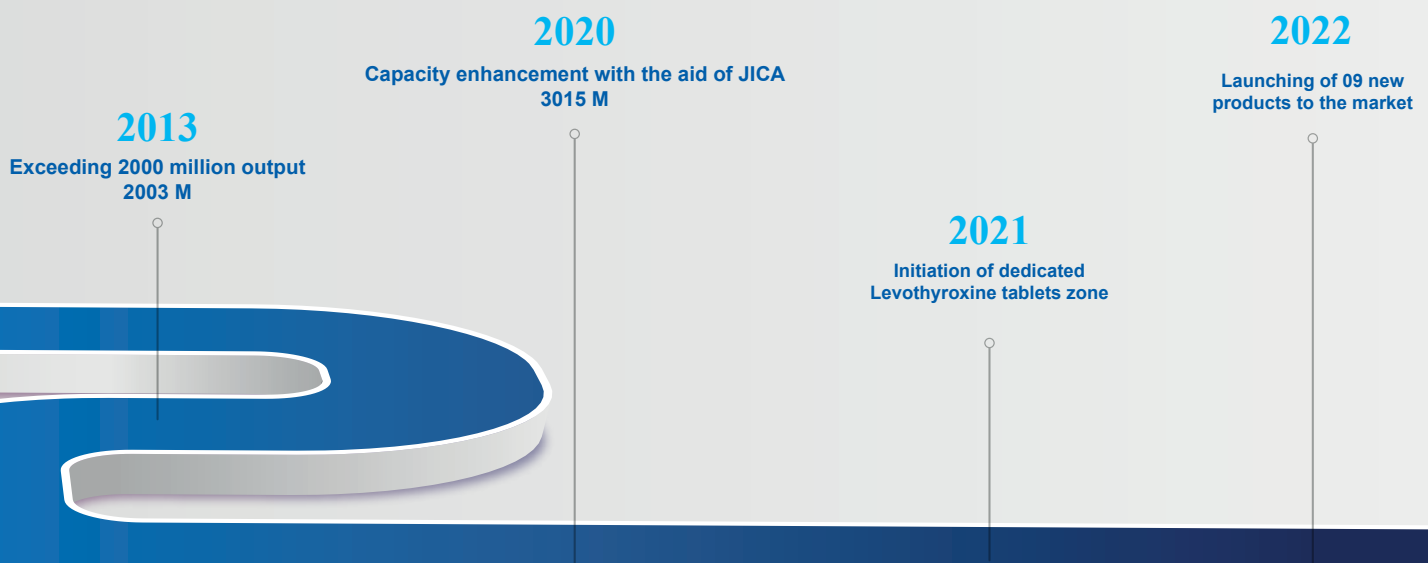 2013
Exceeding 2000 million output
2003 M
2020
Capacity enhancement with the aid of JICA
3015 M
2021
Initiation of dedicated
Levothyroxine tablets zone
2022
Launching of 09 new
products to the market